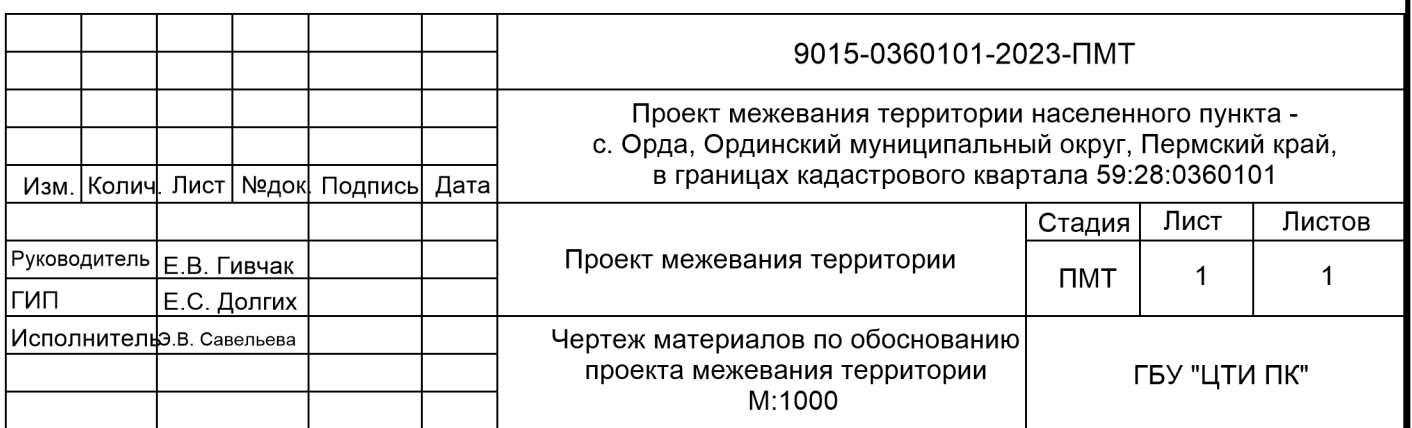 9015-0360101-2023-ПМТ
Проект межевания территории населенного пункта -
с. Орда, Ординский муниципальный округ, Пермский край,
в границах кадастрового квартала 59:28:0360101
Изм. Колич. Лист №док. Подпись Дата
Стадия Лист Листов
Руководитель Е.В. Гивчак
Проект межевания территории
ПМТ 1 1
ГИП Е.С. Долгих
Исполнитель Э.В. Савельева
Чертеж материалов по обоснованию
проекта межевания территории
М:1000
ГБУ "ЦТИ ПК"